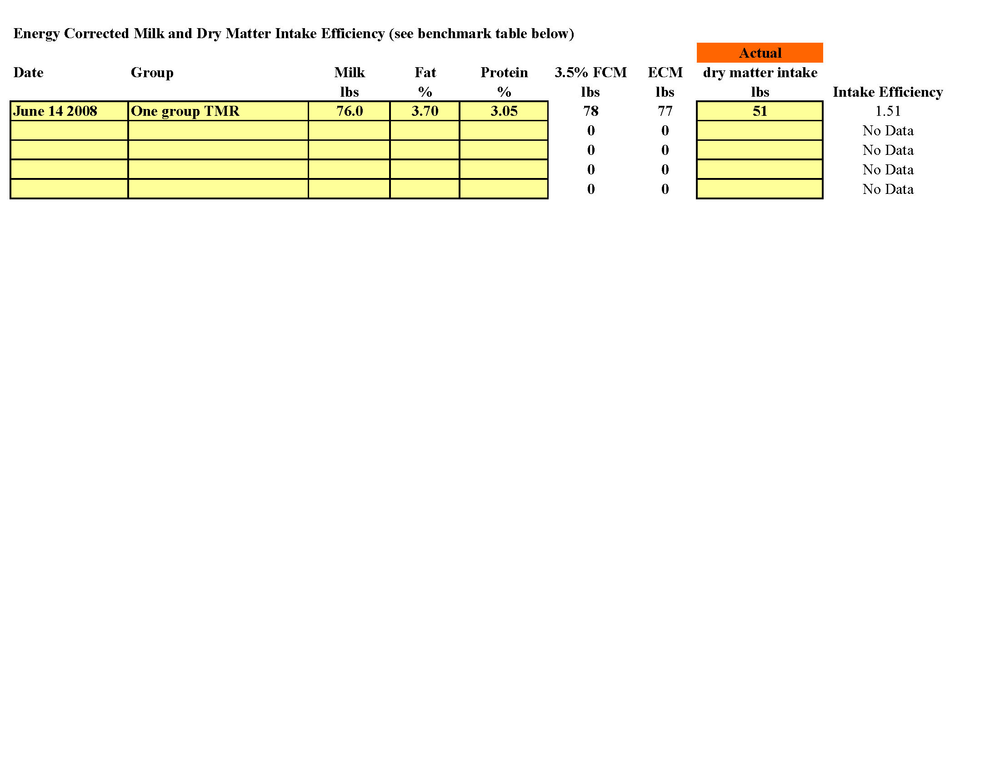 Energy Corrected Milk and Dry Matter Intake Efficiency (see benchmark table below)
Actual
Date Group Milk Fat Protein 3.5% FCM ECM dry matter intake
lbs % % lbs lbs lbs Intake Efficiency
June 14 2008 One group TMR 76.0 3.70 3.05 78 77 51 1.51
0 0 No Data
0 0 No Data
0 0 No Data
0 0 No Data